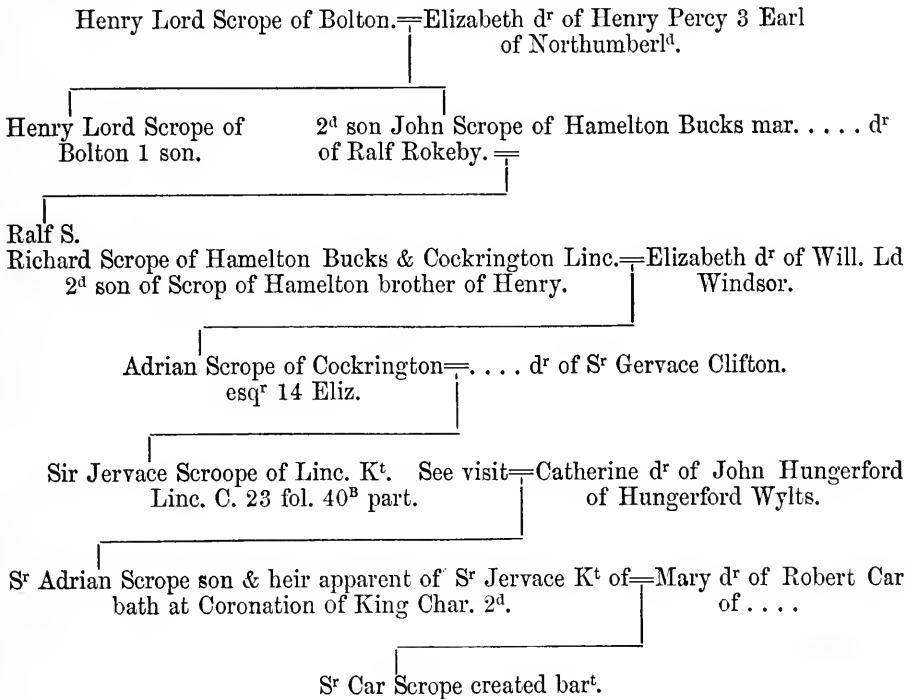 Henry Lord Scrope of Bolton.=Elizabeth dʳ of Henry Percy 3 Earl
of Northumberlᵈ.
Henry Lord Scrope of
Bolton 1 son.
2ᵈ son John Scrope of Hamelton Bucks mar. . . . . dʳ
of Ralf Rokeby. =
Ralf S.
Richard Scrope of Hamelton Bucks & Cockrington Linc.=Elizabeth dʳ of Will. Ld
2ᵈ son of Scrop of Hamelton brother of Henry. Windsor.
Adrian Scrope of Cockrington=. . . . dʳ of Sʳ Gervace Clifton.
esqʳ 14 Eliz.
Sir Jervace Scroope of Linc. Kᵗ. See visit=Catherine dʳ of John Hungerford
Linc. C. 23 fol. 40ᴮ part. of Hungerford Wylts.
Sʳ Adrian Scrope son & heir apparent of Sʳ Jervace Kᵗ of=Mary dʳ of Robert Car
bath at Coronation of King Char. 2ᵈ. of . . . .
Sʳ Car Scrope created barᵗ.